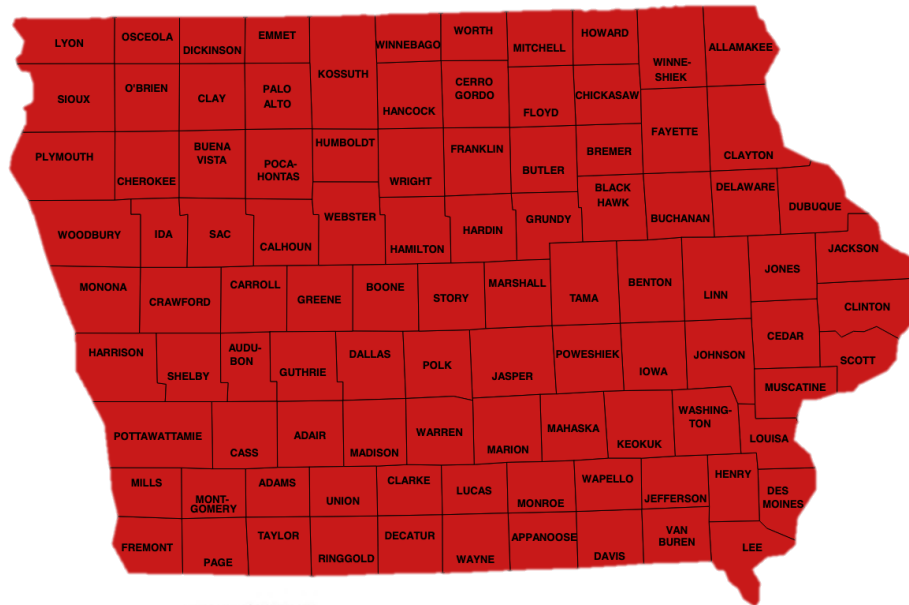 LYON
OSCEOLA
DICKINSON
EMMET
KOSSUTH
WINNEBAGO
WORTH
MITCHELL
HOWARD
WINNE-
SHIEK
ALLAMAKEE
SIOUX
O'BRIEN
CLAY
PALO
ALTO
HANCOCK
CERRO
GORDO
FLOYD
CHICKASAW
FAYETTE
CLAYTON
PLYMOUTH
CHEROKEE
BUENA
VISTA
POCA-
HONTAS
HUMBOLDT
WRIGHT
FRANKLIN
BUTLER
BREMER
BLACK
HAWK
BUCHANAN
DELAWARE
DUBUQUE
WOODBURY
IDA
SAC
CALHOUN
WEBSTER
HAMILTON
HARDIN
GRUNDY
JACKSON
MONONA
CRAWFORD
CARROLL
GREENE
BOONE
STORY
MARSHALL
TAMA
BENTON
LINN
JONES
CLINTON
HARRISON
SHELBY
AUDU-
BON
GUTHRIE
DALLAS
POLK
JASPER
POWESHIEK
IOWA
JOHNSON
CEDAR
SCOTT
MUSCATINE
POTTAWATTAMIE
CASS
ADAIR
MADISON
WARREN
MARION
MAHASKA
KEOKUK
WASHING-
TON
LOUISA
MILLS
MONT-
GOMERY
ADAMS
UNION
CLARKE
LUCAS
MONROE
WAPELLO
JEFFERSON
HENRY
DES
MOINES
FREMONT
PAGE
TAYLOR
RINGGOLD
DECATUR
WAYNE
APPANOOSE
DAVIS
VAN
BUREN
LEE